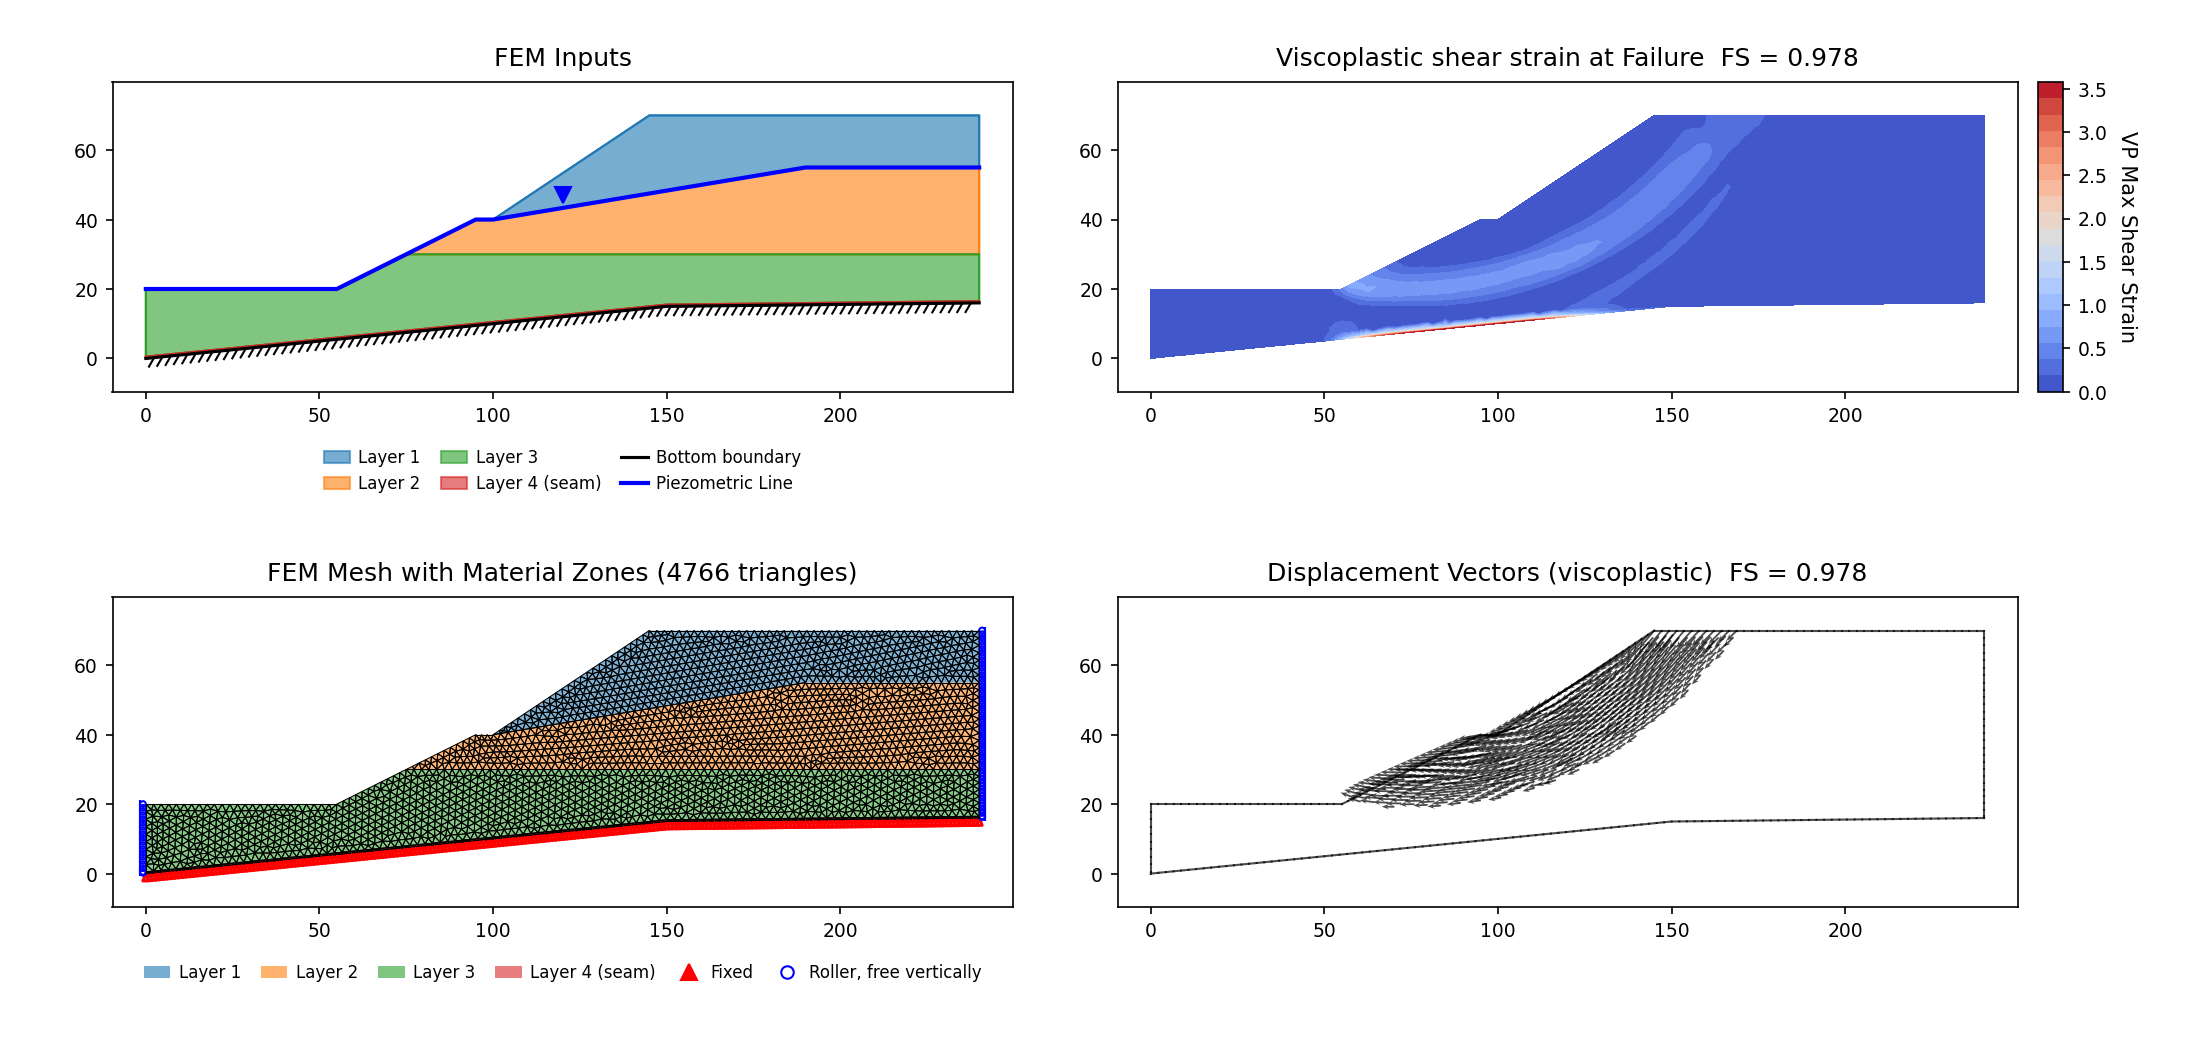 FEM Inputs
60
40
20
0
0 50 100 150 200
Layer 1 Layer 3 Bottom boundary
Layer 2 Layer 4 (seam) Piezometric Line
Viscoplastic shear strain at Failure FS = 0.978
60
40
20
0
0 50 100 150 200
3.5
3.0
2.5
2.0
1.5
1.0
0.5
0.0
VP Max Shear Strain
FEM Mesh with Material Zones (4766 triangles)
60
40
20
0
0 50 100 150 200
Layer 1 Layer 2 Layer 3 Layer 4 (seam) Fixed Roller, free vertically
Displacement Vectors (viscoplastic) FS = 0.978
60
40
20
0
0 50 100 150 200